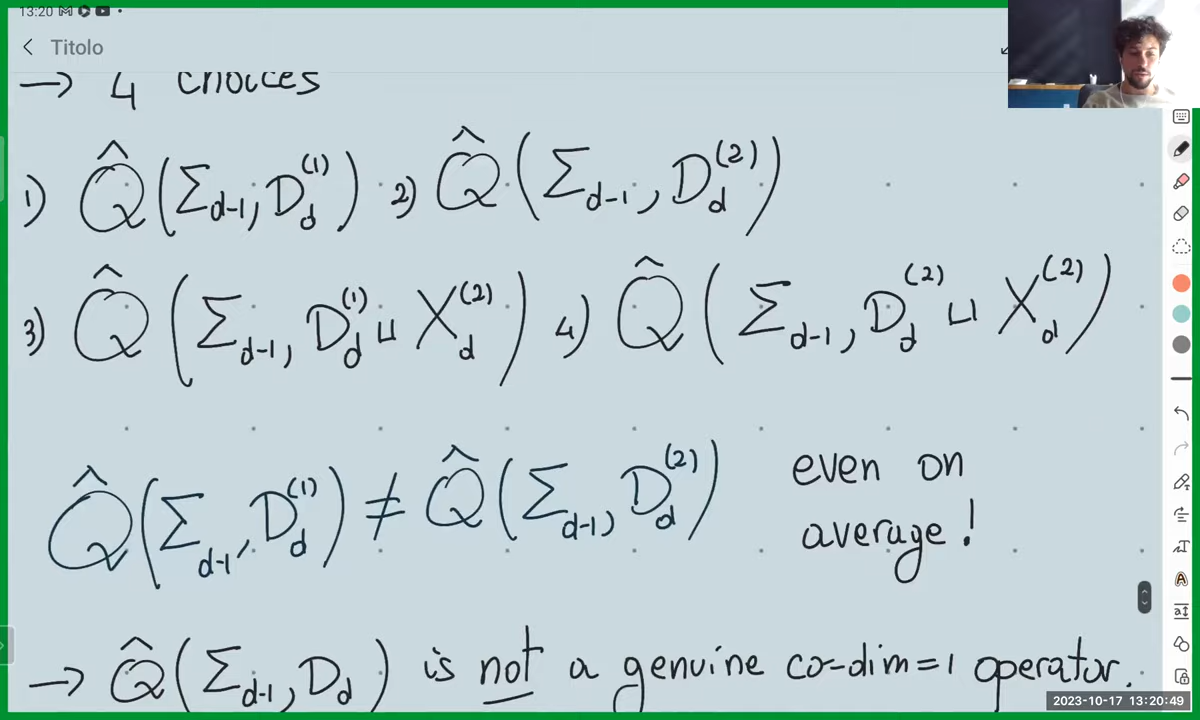 13:20
< Titolo
→ 4 choices
1) Q̂(Σ_{d-1}, D_d^{(1)}) 2) Q̂(Σ_{d-1}, D_d^{(2)})
3) Q̂(Σ_{d-1}, D_d^{(1)} ⊔ X_d^{(2)}) 4) Q̂(Σ_{d-1}, D_d^{(2)} ⊔ X_d^{(2)})
Q̂(Σ_{d-1}, D_d^{(1)}) ≠ Q̂(Σ_{d-1}, D_d^{(2)}) even on
average!
→ Q̂(Σ_{d-1}, D_d) is not a genuine co-dim=1 operator.
2023-10-17 13:20:49